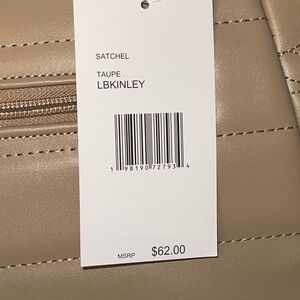 SATCHEL
TAUPE
LBKINLEY
1 98190 72793 4
MSRP $62.00